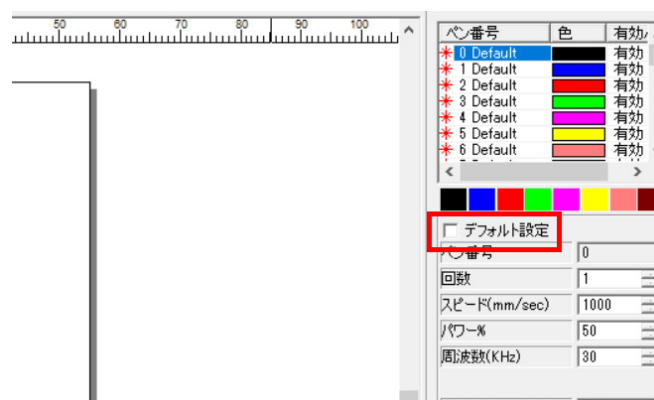 50 60 70 80 90 100
ペン番号 色 有効/
0 Default 有効
1 Default 有効
2 Default 有効
3 Default 有効
4 Default 有効
5 Default 有効
6 Default 有効
デフォルト設定
ペン番号 0
回数 1
スピード(mm/sec) 1000
パワー% 50
周波数(KHz) 30